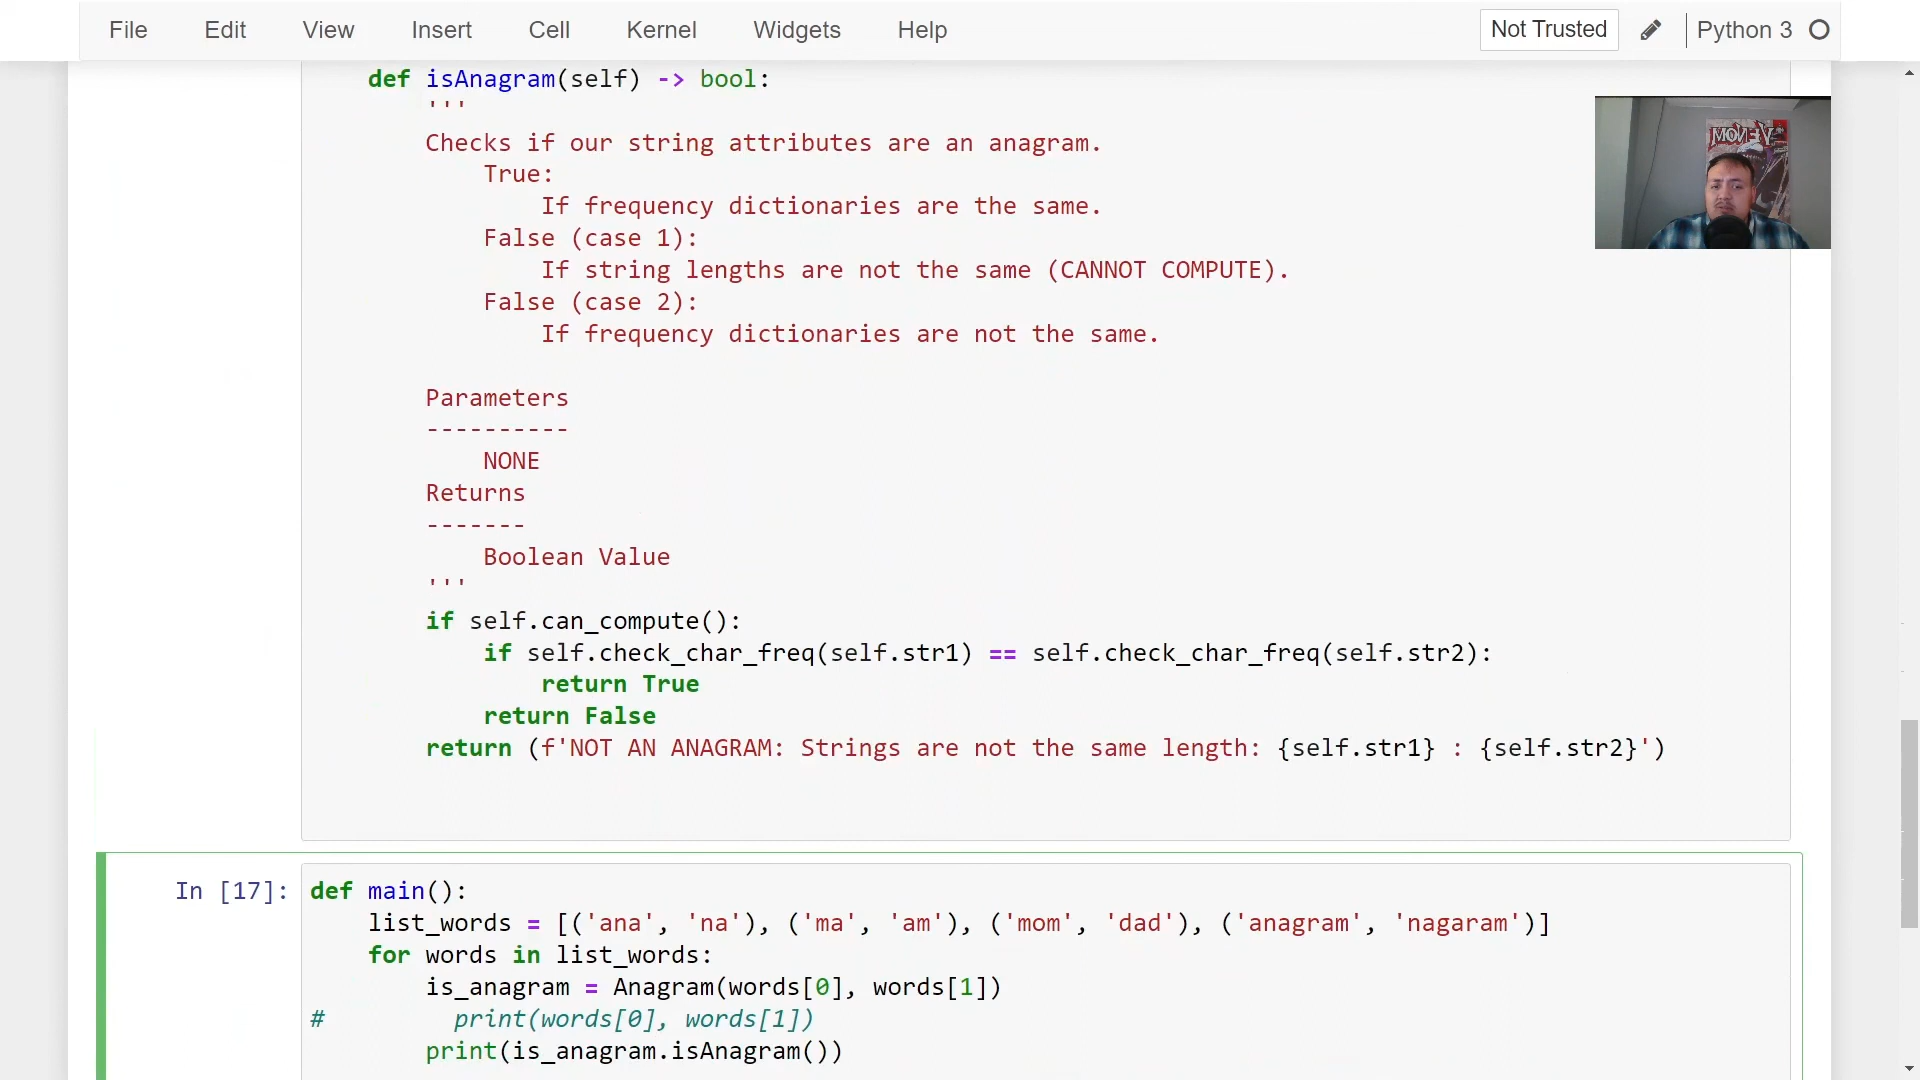 File Edit View Insert Cell Kernel Widgets Help Not Trusted Python 3
def isAnagram(self) -> bool:
'''
Checks if our string attributes are an anagram.
True:
If frequency dictionaries are the same.
False (case 1):
If string lengths are not the same (CANNOT COMPUTE).
False (case 2):
If frequency dictionaries are not the same.
Parameters
----------
NONE
Returns
-------
Boolean Value
'''
if self.can_compute():
if self.check_char_freq(self.str1) == self.check_char_freq(self.str2):
return True
return False
return (f'NOT AN ANAGRAM: Strings are not the same length: {self.str1} : {self.str2}')
In [17]: def main():
list_words = [('ana', 'na'), ('ma', 'am'), ('mom', 'dad'), ('anagram', 'nagaram')]
for words in list_words:
is_anagram = Anagram(words[0], words[1])
# print(words[0], words[1])
print(is_anagram.isAnagram())